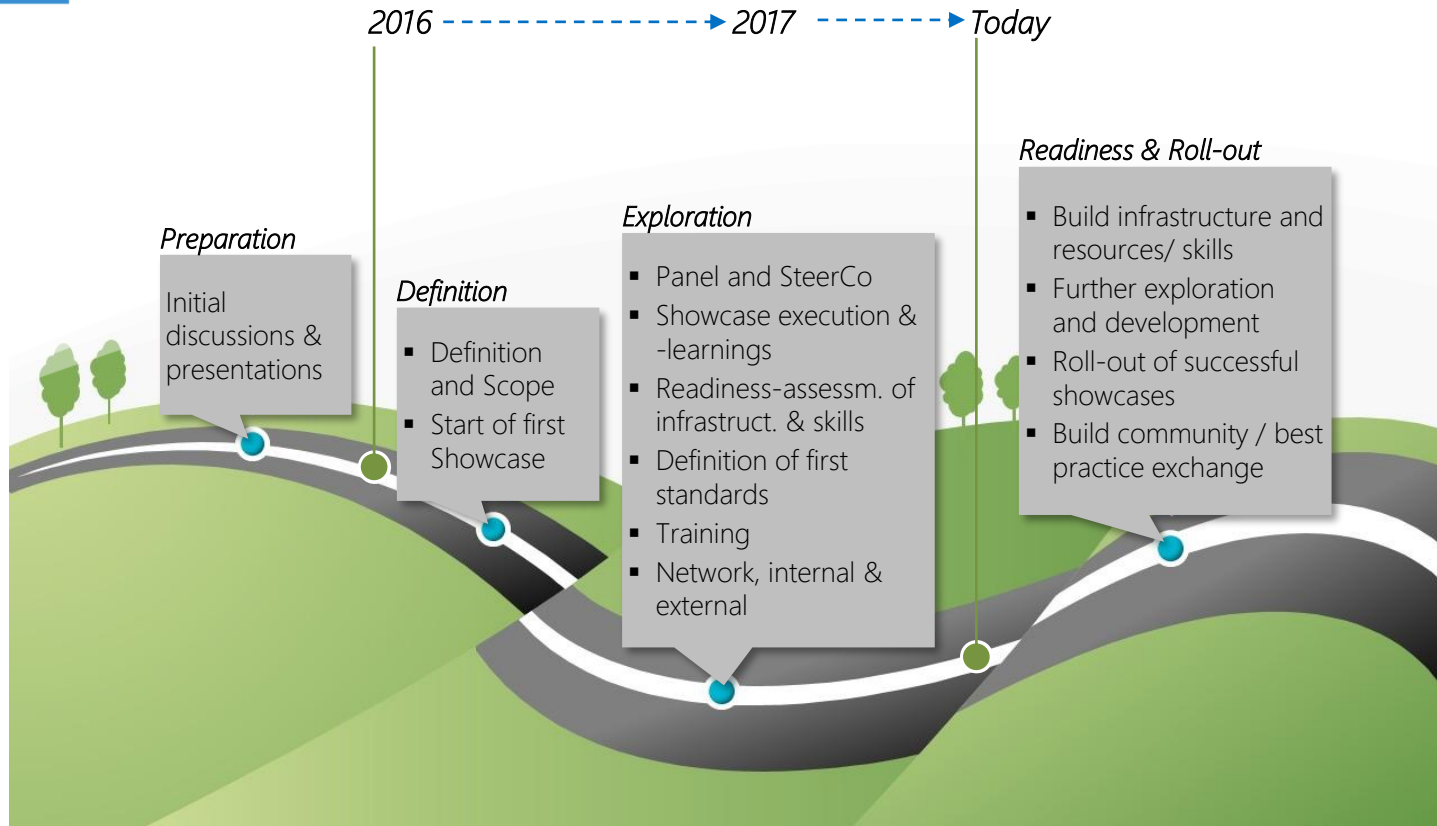 2016 2017 Today
Preparation
Initial
discussions &
presentations
Definition
▪ Definition
and Scope
▪ Start of first
Showcase
Exploration
▪ Panel and SteerCo
▪ Showcase execution &
-learnings
▪ Readiness-assessm. of
infrastruct. & skills
▪ Definition of first
standards
▪ Training
▪ Network, internal &
external
Readiness & Roll-out
▪ Build infrastructure and
resources/ skills
▪ Further exploration
and development
▪ Roll-out of successful
showcases
▪ Build community / best
practice exchange